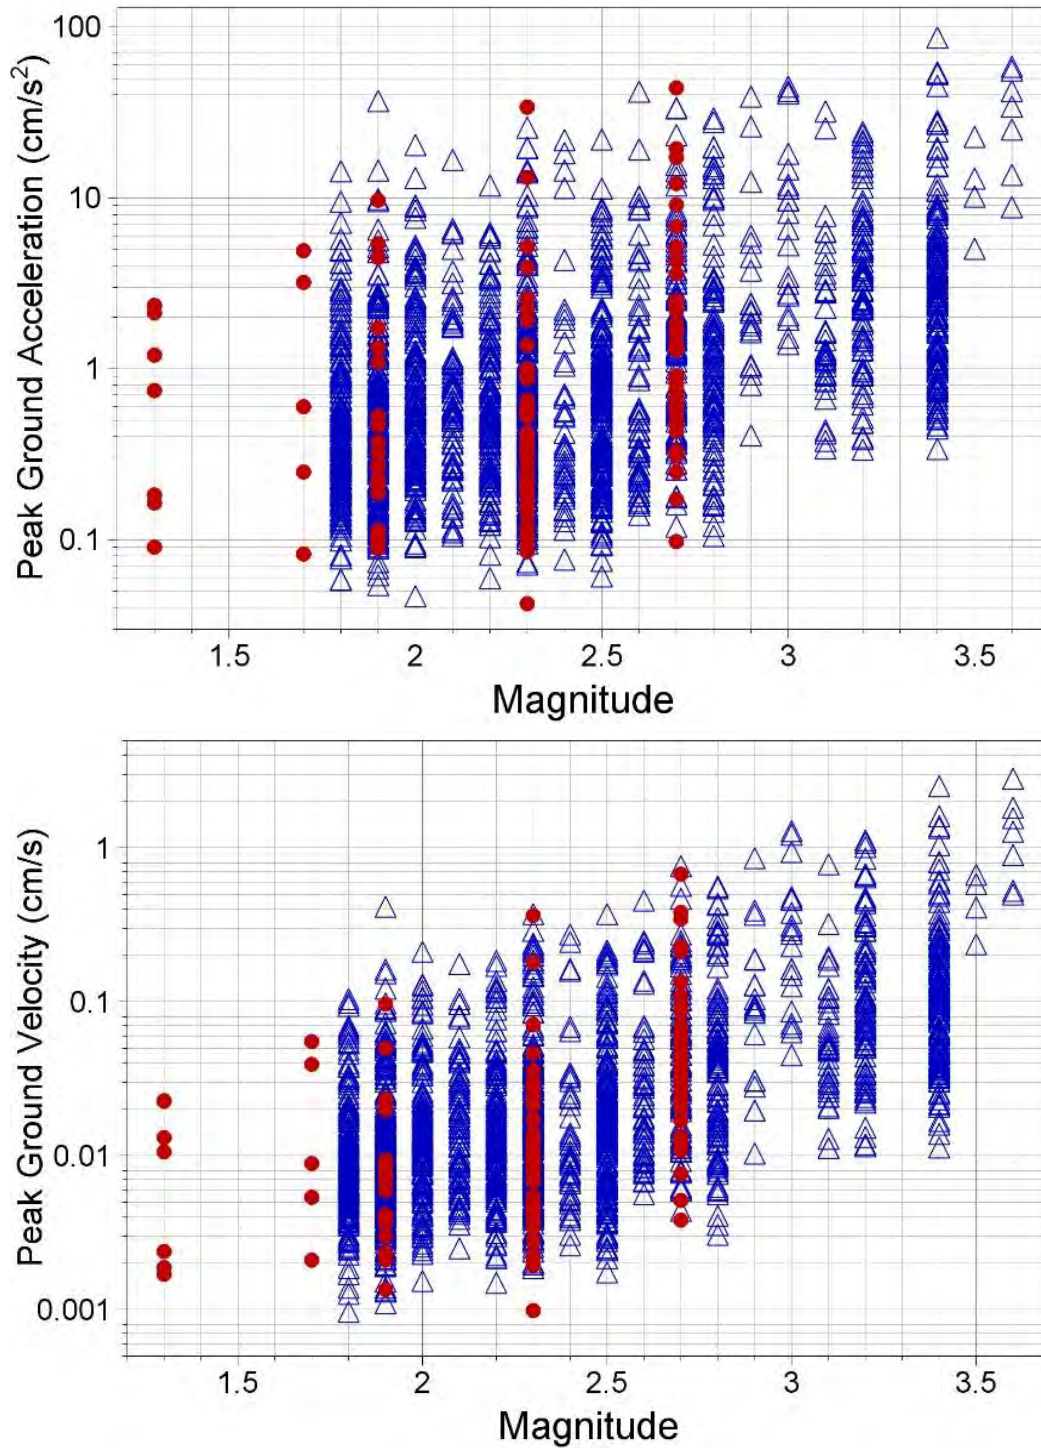 Peak Ground Acceleration (cm/s²)
100
10
1
0.1
1.5 2 2.5 3 3.5
Magnitude
Peak Ground Velocity (cm/s)
1
0.1
0.01
0.001
1.5 2 2.5 3 3.5
Magnitude